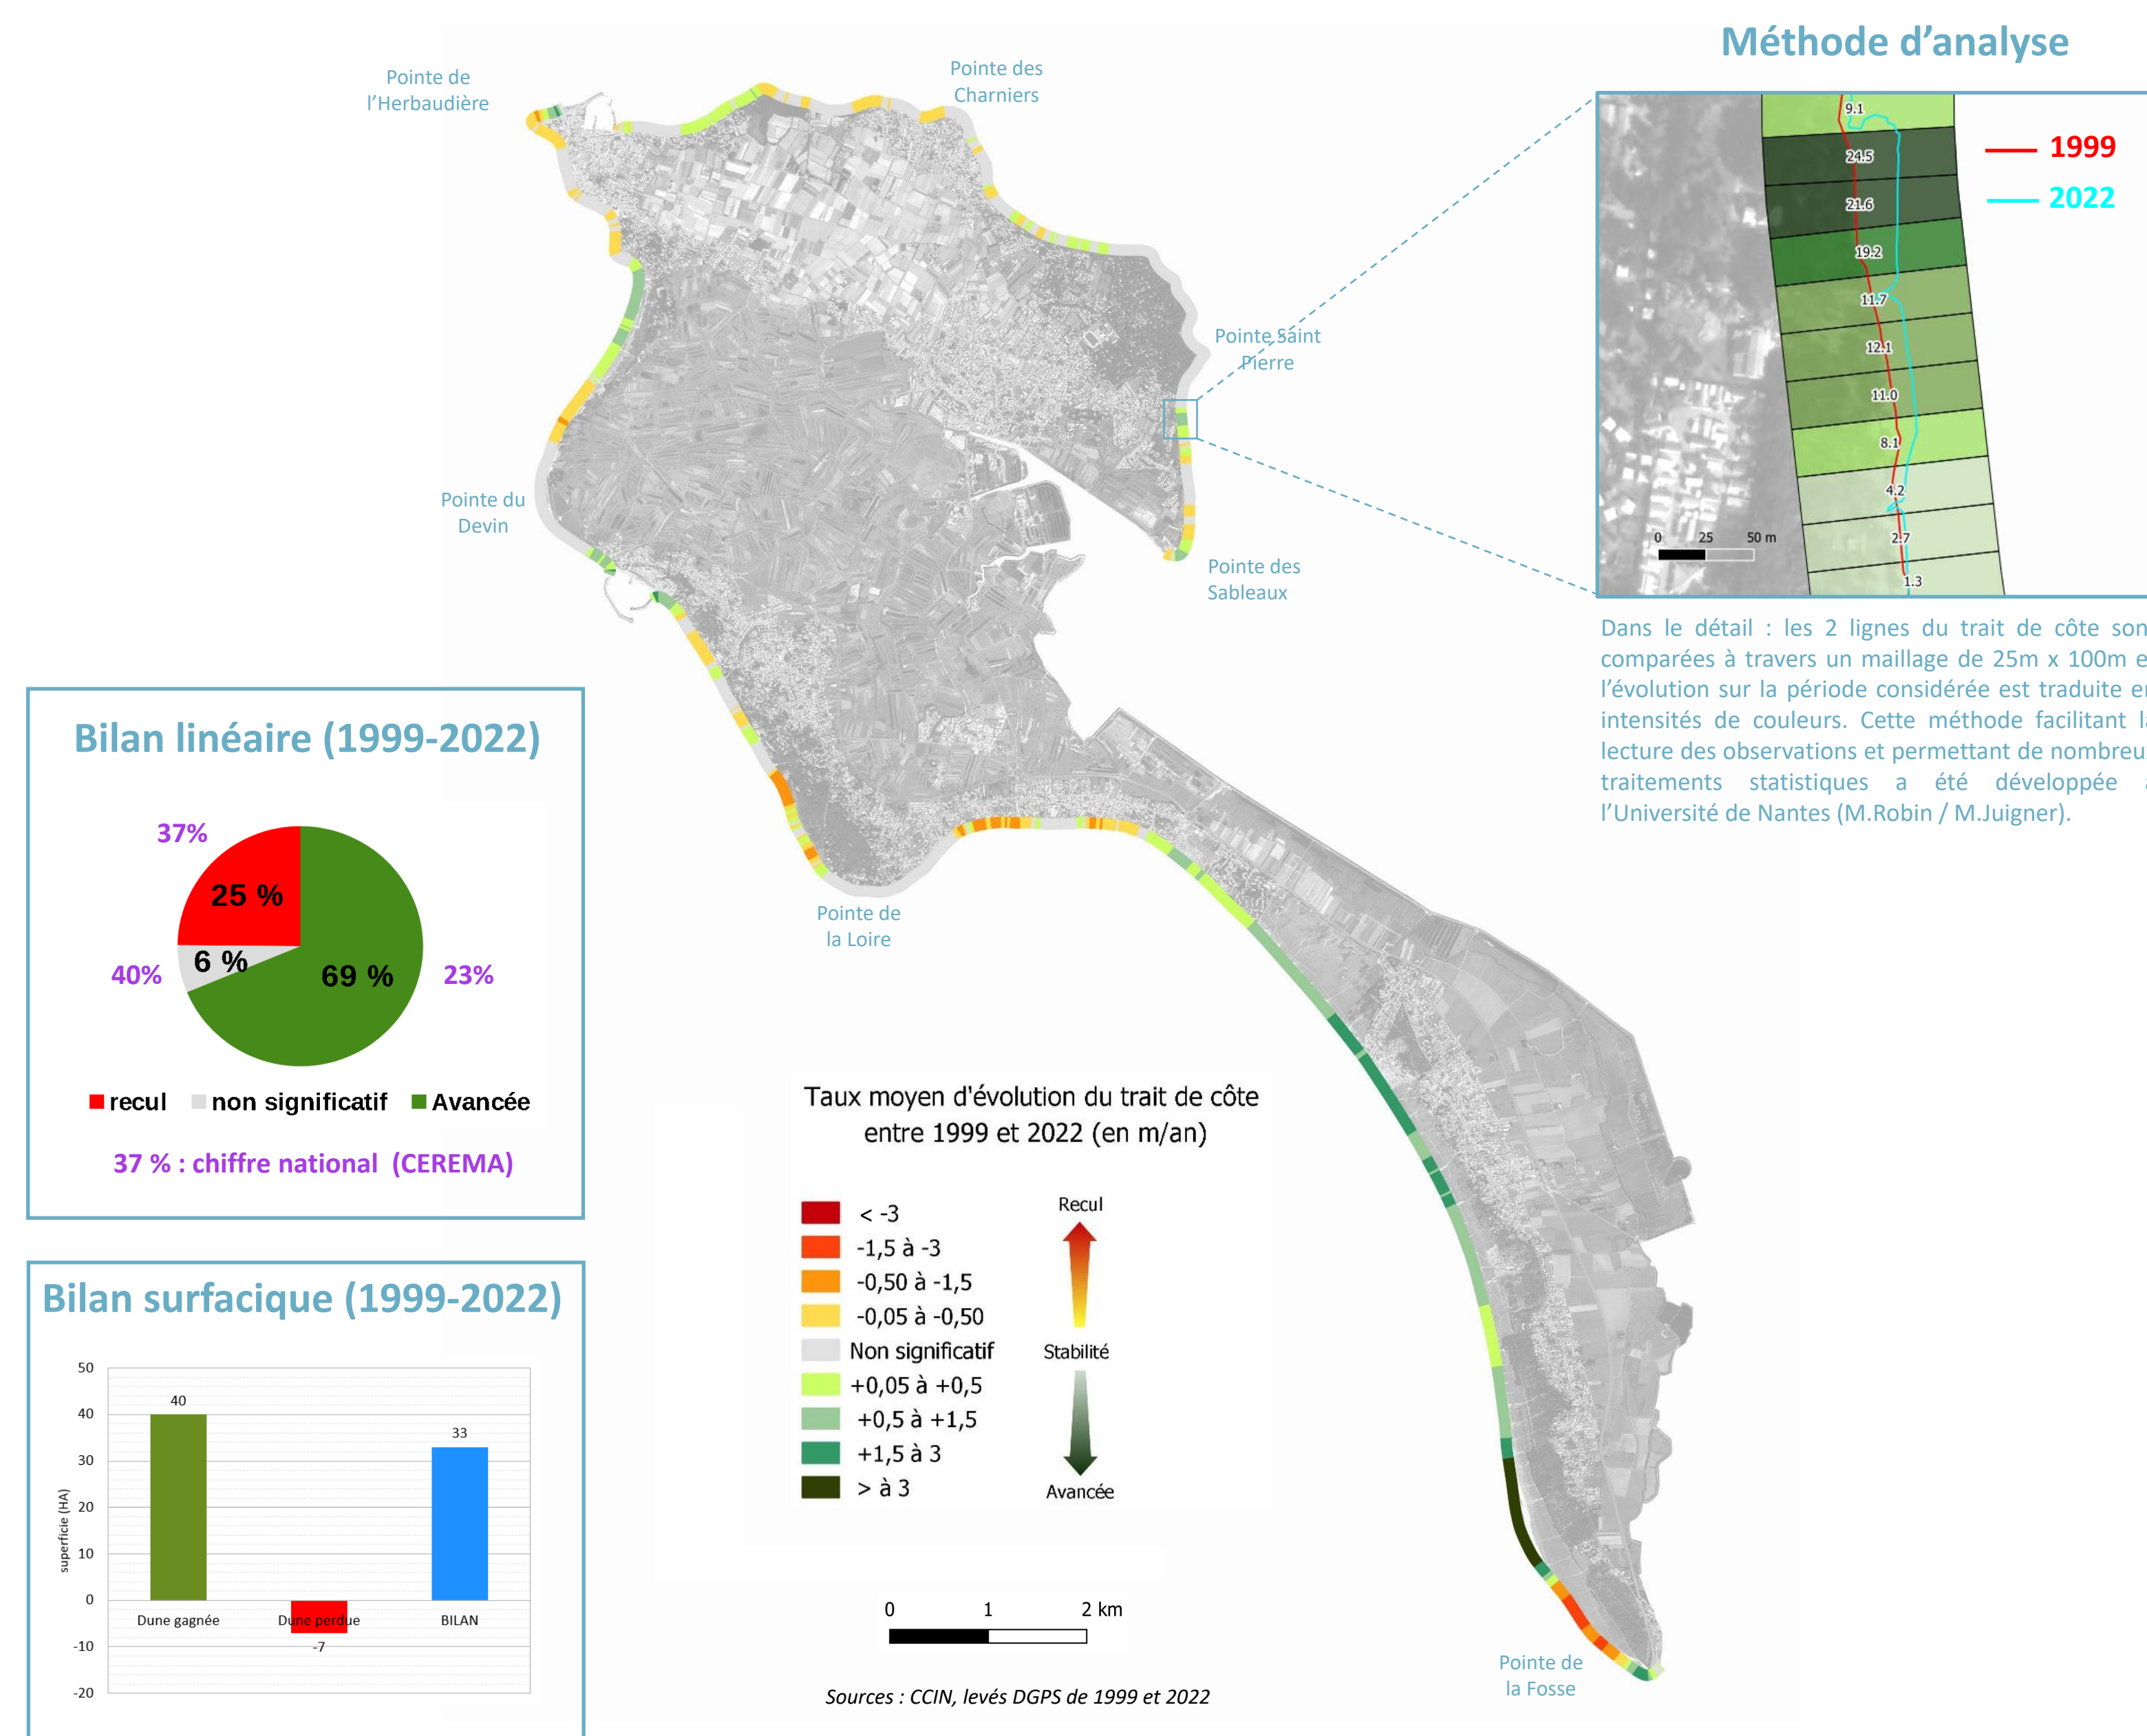 Méthode d'analyse
Pointe de
l'Herbaudière
Pointe des
Charniers
Pointe Saint
Pierre
Pointe du
Devin
Pointe des
Sableaux
Pointe de
la Loire
Pointe de
la Fosse
9.1
24.5
21.6
19.2
11.7
12.1
11.0
8.1
4.2
2.7
1.3
0 25 50 m
1999
2022
Dans le détail : les 2 lignes du trait de côte son
comparées à travers un maillage de 25m x 100m e
l'évolution sur la période considérée est traduite en
intensités de couleurs. Cette méthode facilitant la
lecture des observations et permettant de nombreux
traitements statistiques a été développée à
l'Université de Nantes (M.Robin / M.Juigner).
Bilan linéaire (1999-2022)
37%
25 %
40%
6 %
69 %
23%
recul non significatif Avancée
37 % : chiffre national (CEREMA)
Bilan surfacique (1999-2022)
superficie (HA)
50
40
30
20
10
0
-10
-20
40
-7
33
Dune gagnée Dune perdue BILAN
Taux moyen d'évolution du trait de côte
entre 1999 et 2022 (en m/an)
< -3
-1,5 à -3
-0,50 à -1,5
-0,05 à -0,50
Non significatif
+0,05 à +0,5
+0,5 à +1,5
+1,5 à 3
> à 3
Recul
Stabilité
Avancée
0 1 2 km
Sources : CCIN, levés DGPS de 1999 et 2022